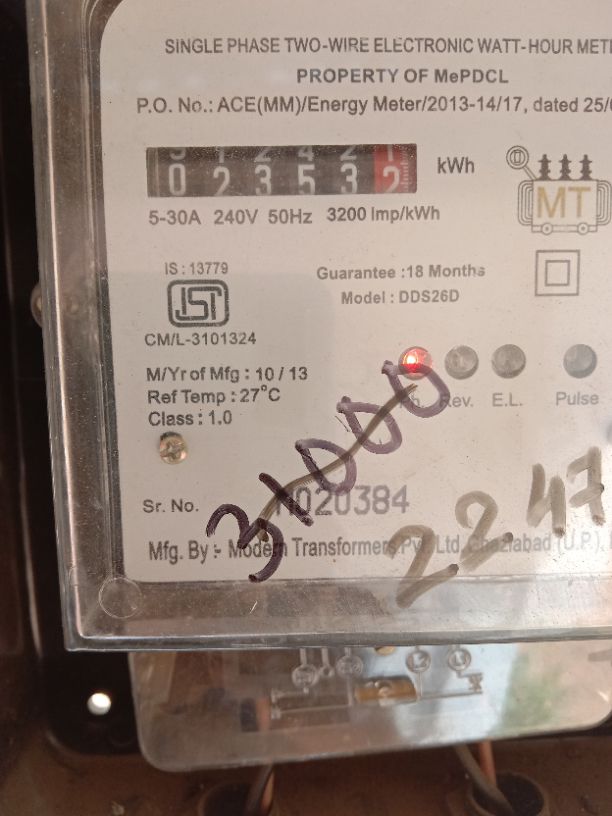 SINGLE PHASE TWO-WIRE ELECTRONIC WATT-HOUR METE
PROPERTY OF MePDCL
P.O. No.: ACE(MM)/Energy Meter/2013-14/17, dated 25/
0 2 3 5 3 2 kWh
MT
5-30A 240V 50Hz 3200 Imp/kWh
IS : 13779
ISI
Guarantee :18 Months
Model : DDS26D
CM/L-3101324
M/Yr of Mfg : 10 / 13
Ref Temp : 27°C
Class : 1.0
Ph. Rev. E.L. Pulse
31000
Sr. No. N020384
2247
Mfg. By :- Modern Transformers Pvt. Ltd. Ghaziabad (U.P.)